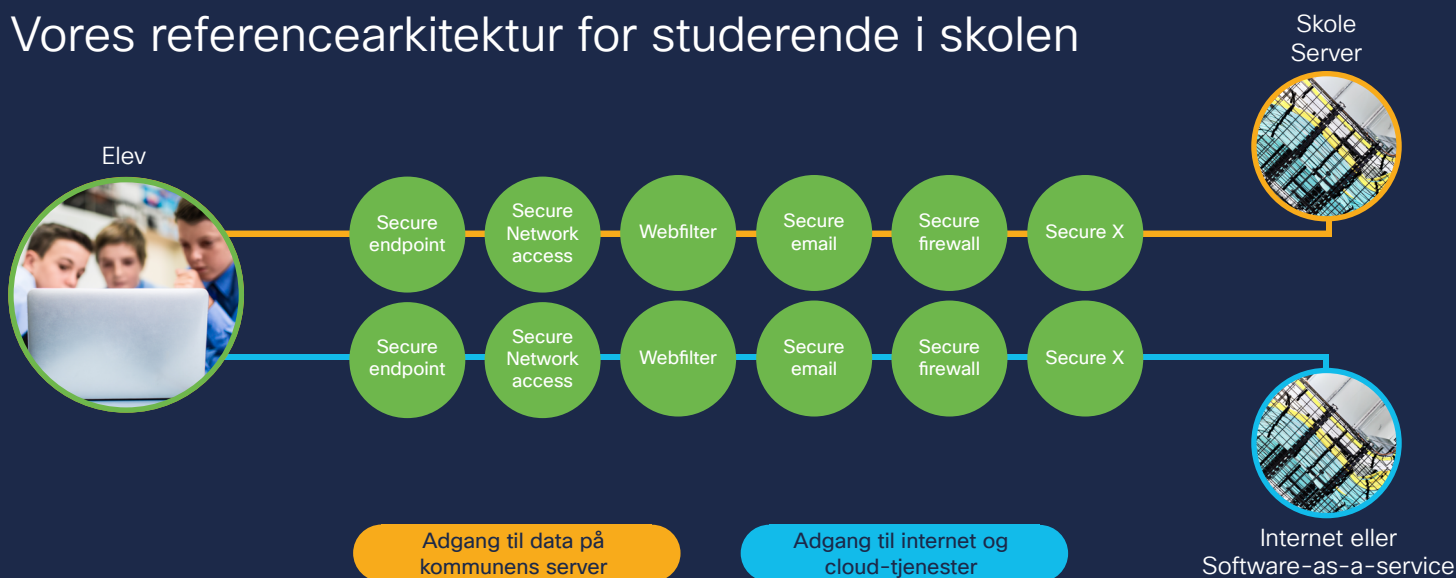 Vores referencearkitektur for studerende i skolen
Skole
Server
Elev
Secure
endpoint
Secure
Network
access
Webfilter
Secure
email
Secure
firewall
Secure X
Secure
endpoint
Secure
Network
access
Webfilter
Secure
email
Secure
firewall
Secure X
Adgang til data på
kommunens server
Adgang til internet og
cloud-tjenester
Internet eller
Software-as-a-service